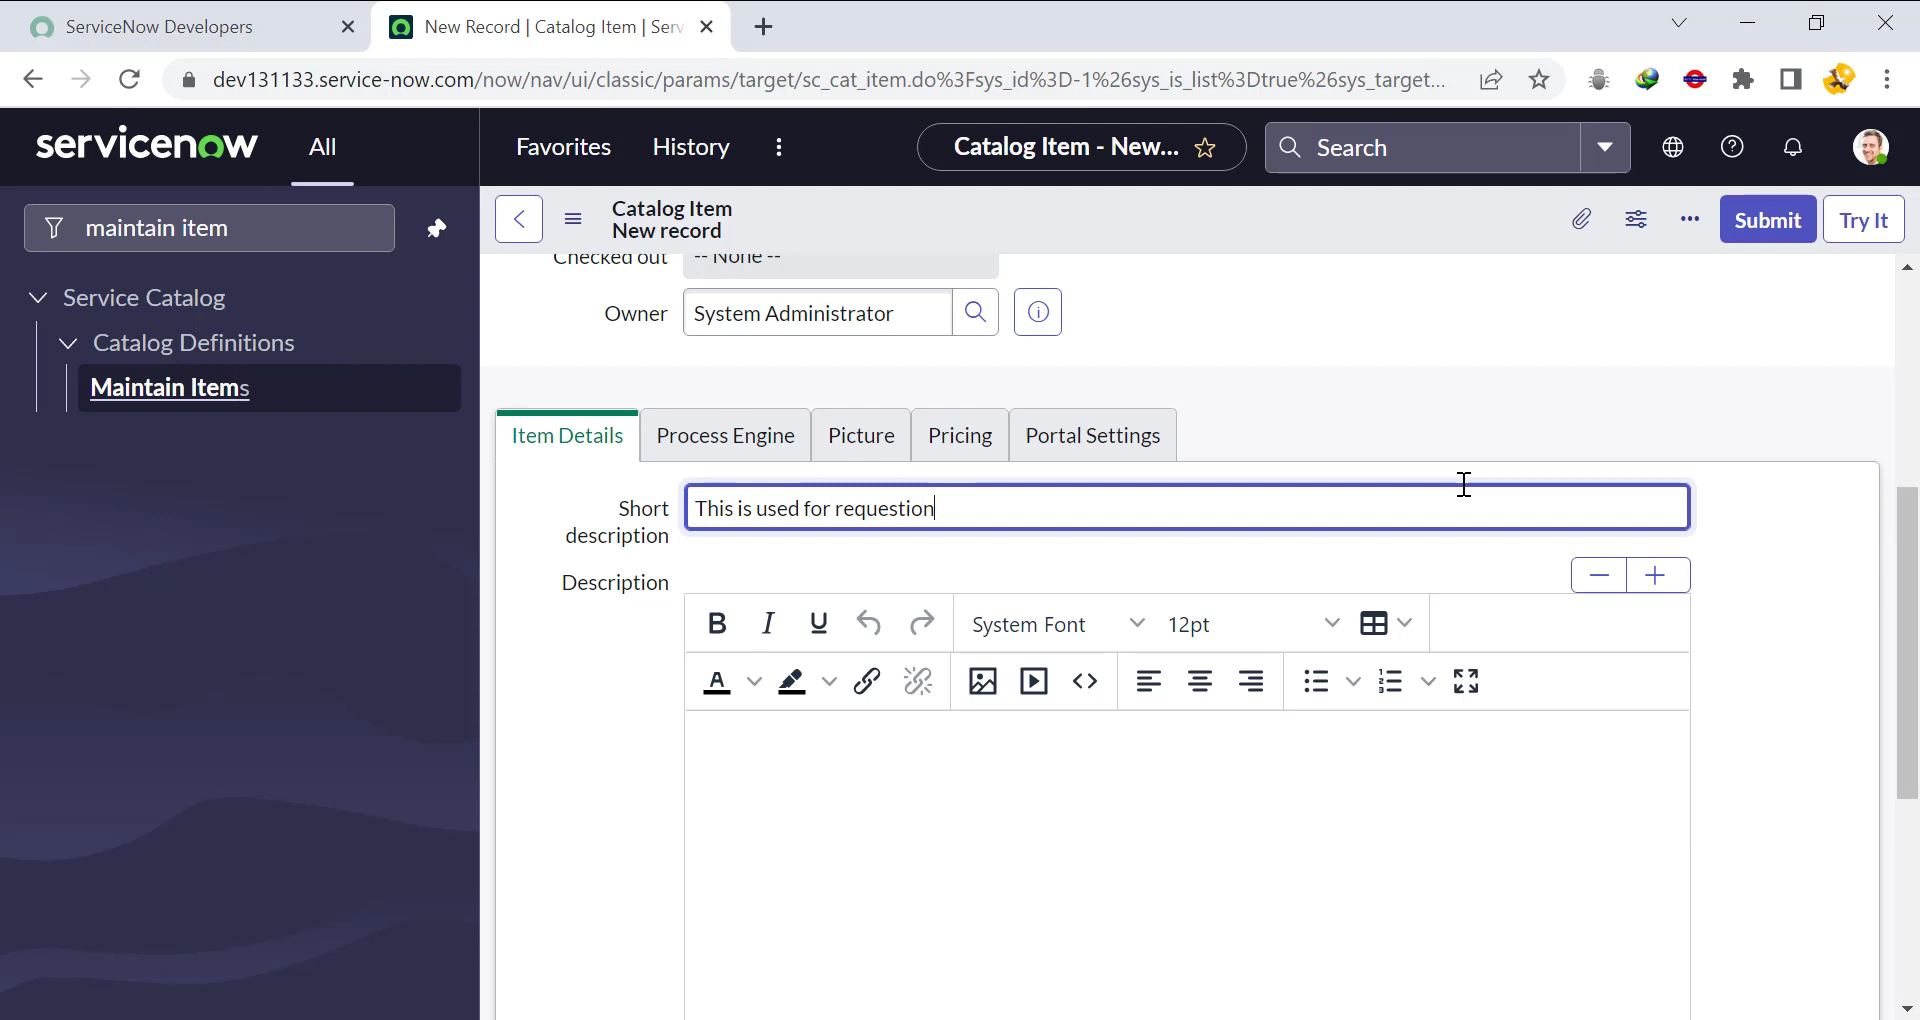 ServiceNow Developers
New Record | Catalog Item | Serv
dev131133.service-now.com/now/nav/ui/classic/params/target/sc_cat_item.do%3Fsys_id%3D-1%26sys_is_list%3Dtrue%26sys_target...
servicenow
All
Favorites
History
Catalog Item - New...
Search
maintain item
Catalog Item
New record
Submit
Try It
Service Catalog
Catalog Definitions
Maintain Items
Checked out
-- None --
Owner
System Administrator
Item Details
Process Engine
Picture
Pricing
Portal Settings
Short
description
This is used for requestion
Description
B
I
U
System Font
12pt
A